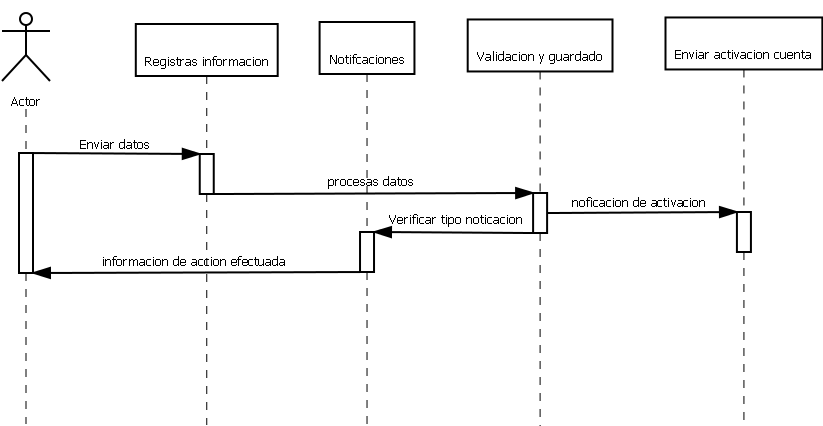 Registras informacion
Notifcaciones
Validacion y guardado
Enviar activacion cuenta
Actor
Enviar datos
procesas datos
noficacion de activacion
Verificar tipo noticacion
informacion de accion efectuada